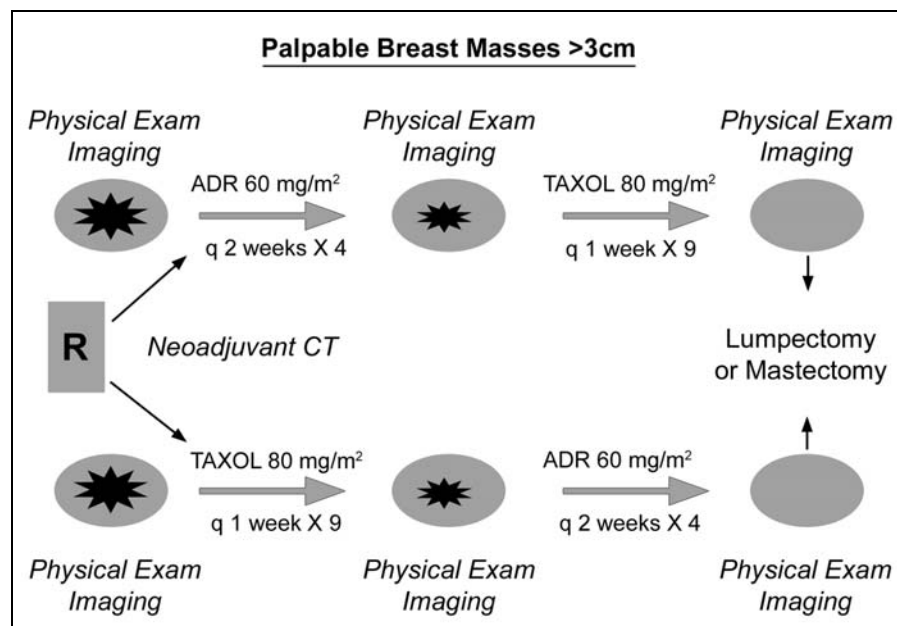 Palpable Breast Masses >3cm
Physical Exam
Imaging
Physical Exam
Imaging
Physical Exam
Imaging
ADR 60 mg/m²
q 2 weeks X 4
TAXOL 80 mg/m²
q 1 week X 9
R
Neoadjuvant CT
Lumpectomy
or Mastectomy
TAXOL 80 mg/m²
q 1 week X 9
ADR 60 mg/m²
q 2 weeks X 4
Physical Exam
Imaging
Physical Exam
Imaging
Physical Exam
Imaging